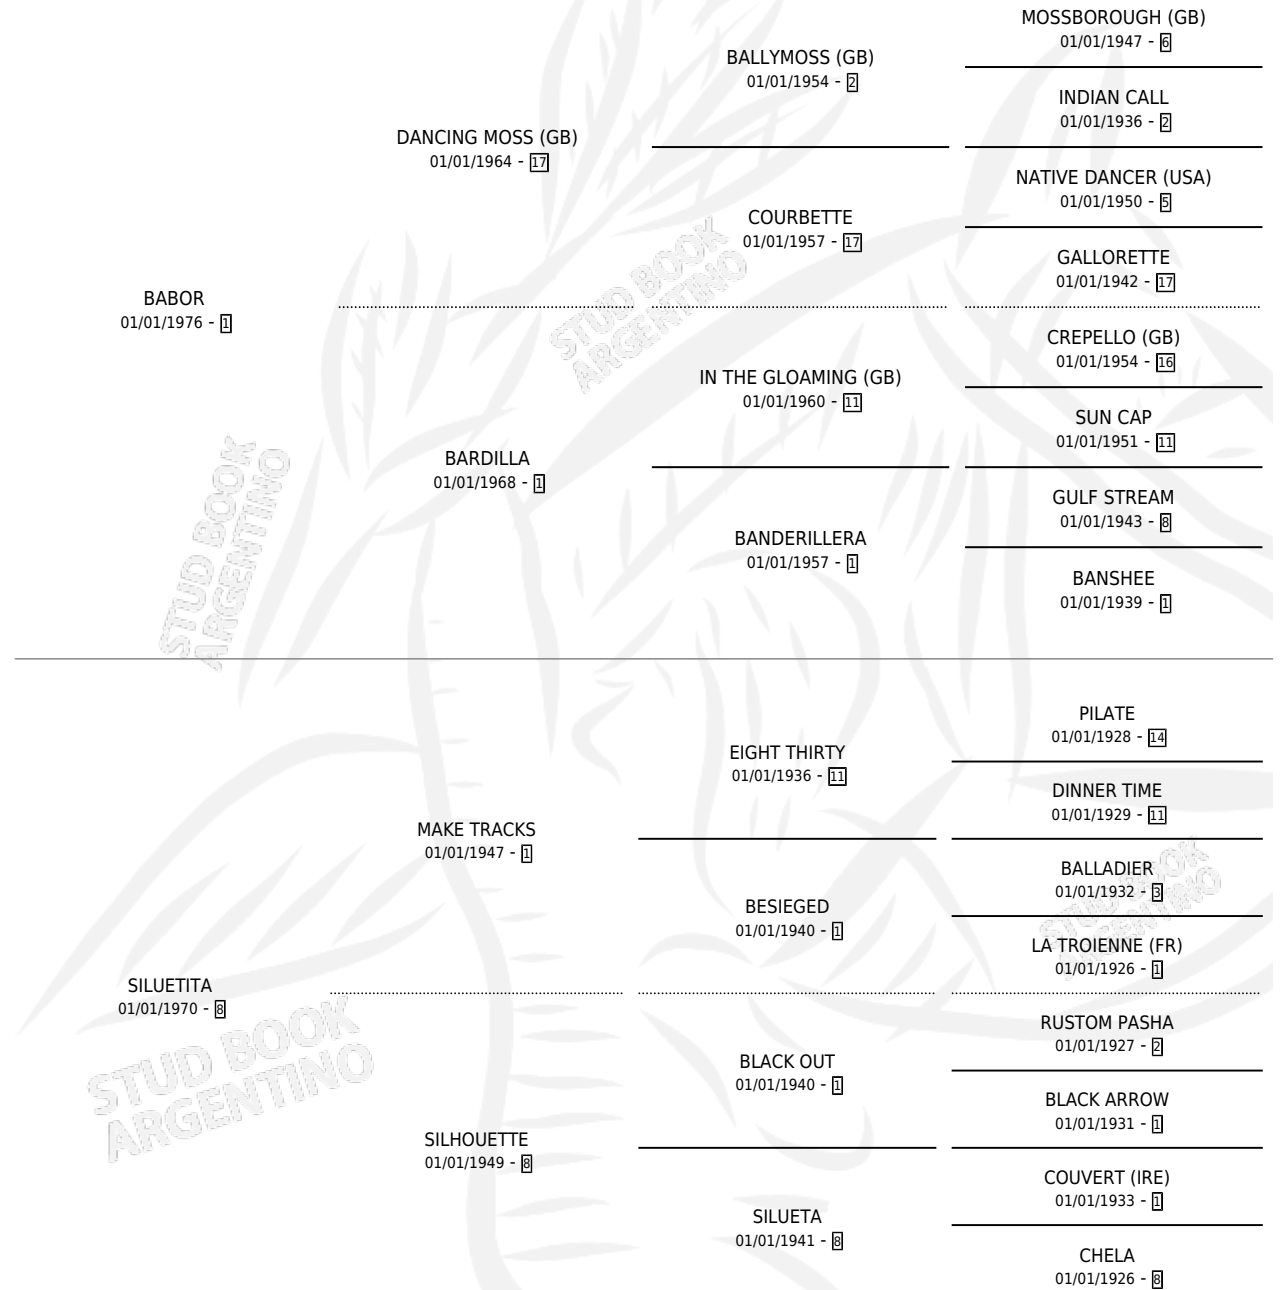 MOSSBOROUGH (GB)
01/01/1947 - 6
BALLYMOSS (GB)
01/01/1954 - 2
INDIAN CALL
01/01/1936 - 2
DANCING MOSS (GB)
01/01/1964 - 17
NATIVE DANCER (USA)
01/01/1950 - 5
COURBETTE
01/01/1957 - 17
GALLORETTE
01/01/1942 - 17
BABOR
01/01/1976 - 1
CREPELLO (GB)
01/01/1954 - 16
IN THE GLOAMING (GB)
01/01/1960 - 11
SUN CAP
01/01/1951 - 11
BARDILLA
01/01/1968 - 1
GULF STREAM
01/01/1943 - 8
BANDERILLERA
01/01/1957 - 1
BANSHEE
01/01/1939 - 1
PILATE
01/01/1928 - 14
EIGHT THIRTY
01/01/1936 - 11
DINNER TIME
01/01/1929 - 11
MAKE TRACKS
01/01/1947 - 1
BALLADIER
01/01/1932 - 3
BESIEGED
01/01/1940 - 1
LA TROIENNE (FR)
01/01/1926 - 1
SILUETITA
01/01/1970 - 8
RUSTOM PASHA
01/01/1927 - 2
BLACK OUT
01/01/1940 - 1
BLACK ARROW
01/01/1931 - 1
SILHOUETTE
01/01/1949 - 8
COUVERT (IRE)
01/01/1933 - 1
SILUETA
01/01/1941 - 8
CHELA
01/01/1926 - 8
STUD BOOK
ARGENTINO
STUD BOOK
ARGENTINO
STUD BOOK
ARGENTINO
STUD BOOK
ARGENTINO